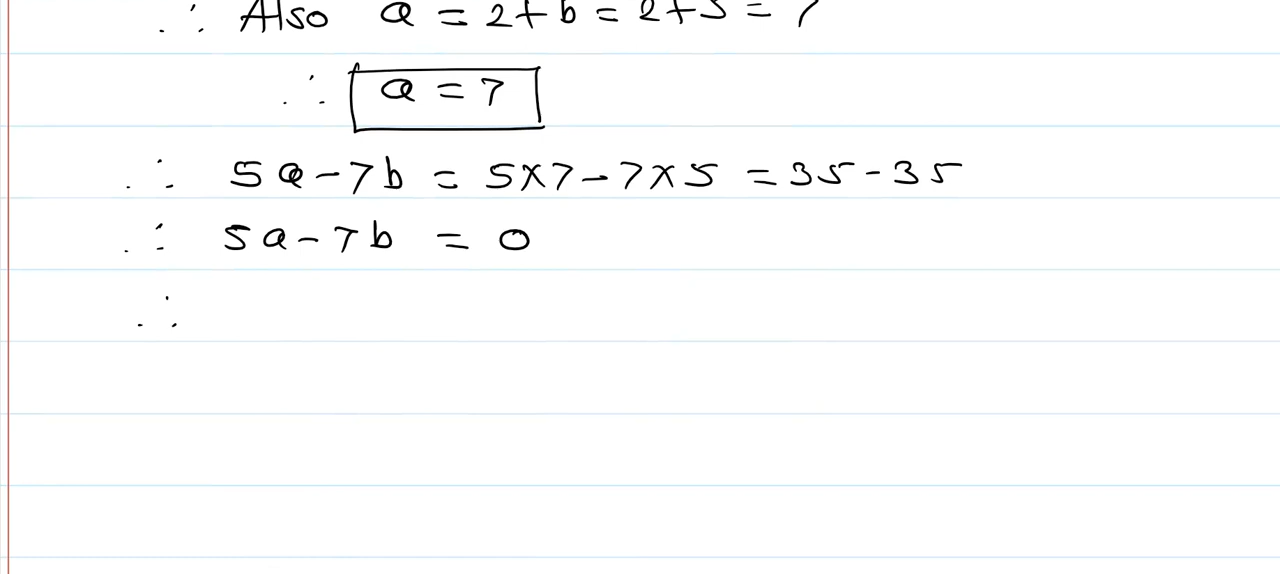 ∴ Also a = 2+b = 2+5 = 7
∴ a = 7
∴ 5a-7b = 5×7-7×5 = 35-35
∴ 5a-7b = 0
∴